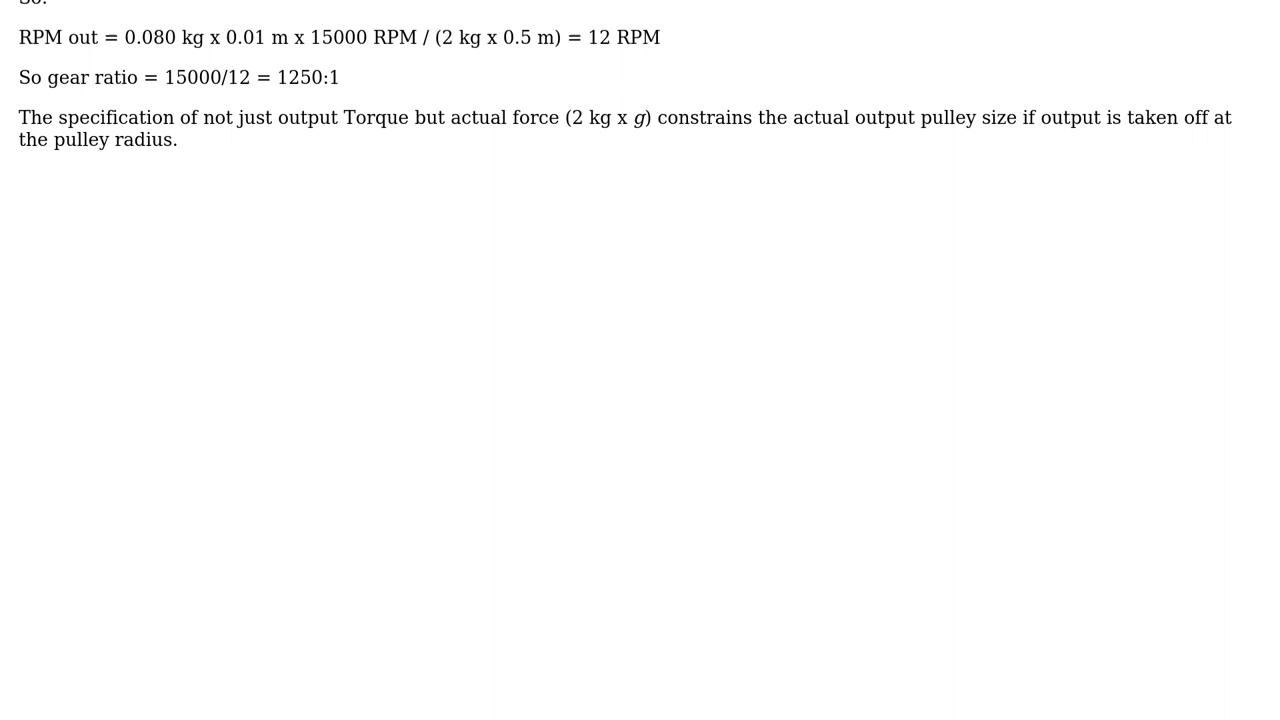 So:
RPM out = 0.080 kg x 0.01 m x 15000 RPM / (2 kg x 0.5 m) = 12 RPM
So gear ratio = 15000/12 = 1250:1
The specification of not just output Torque but actual force (2 kg x g) constrains the actual output pulley size if output is taken off at
the pulley radius.